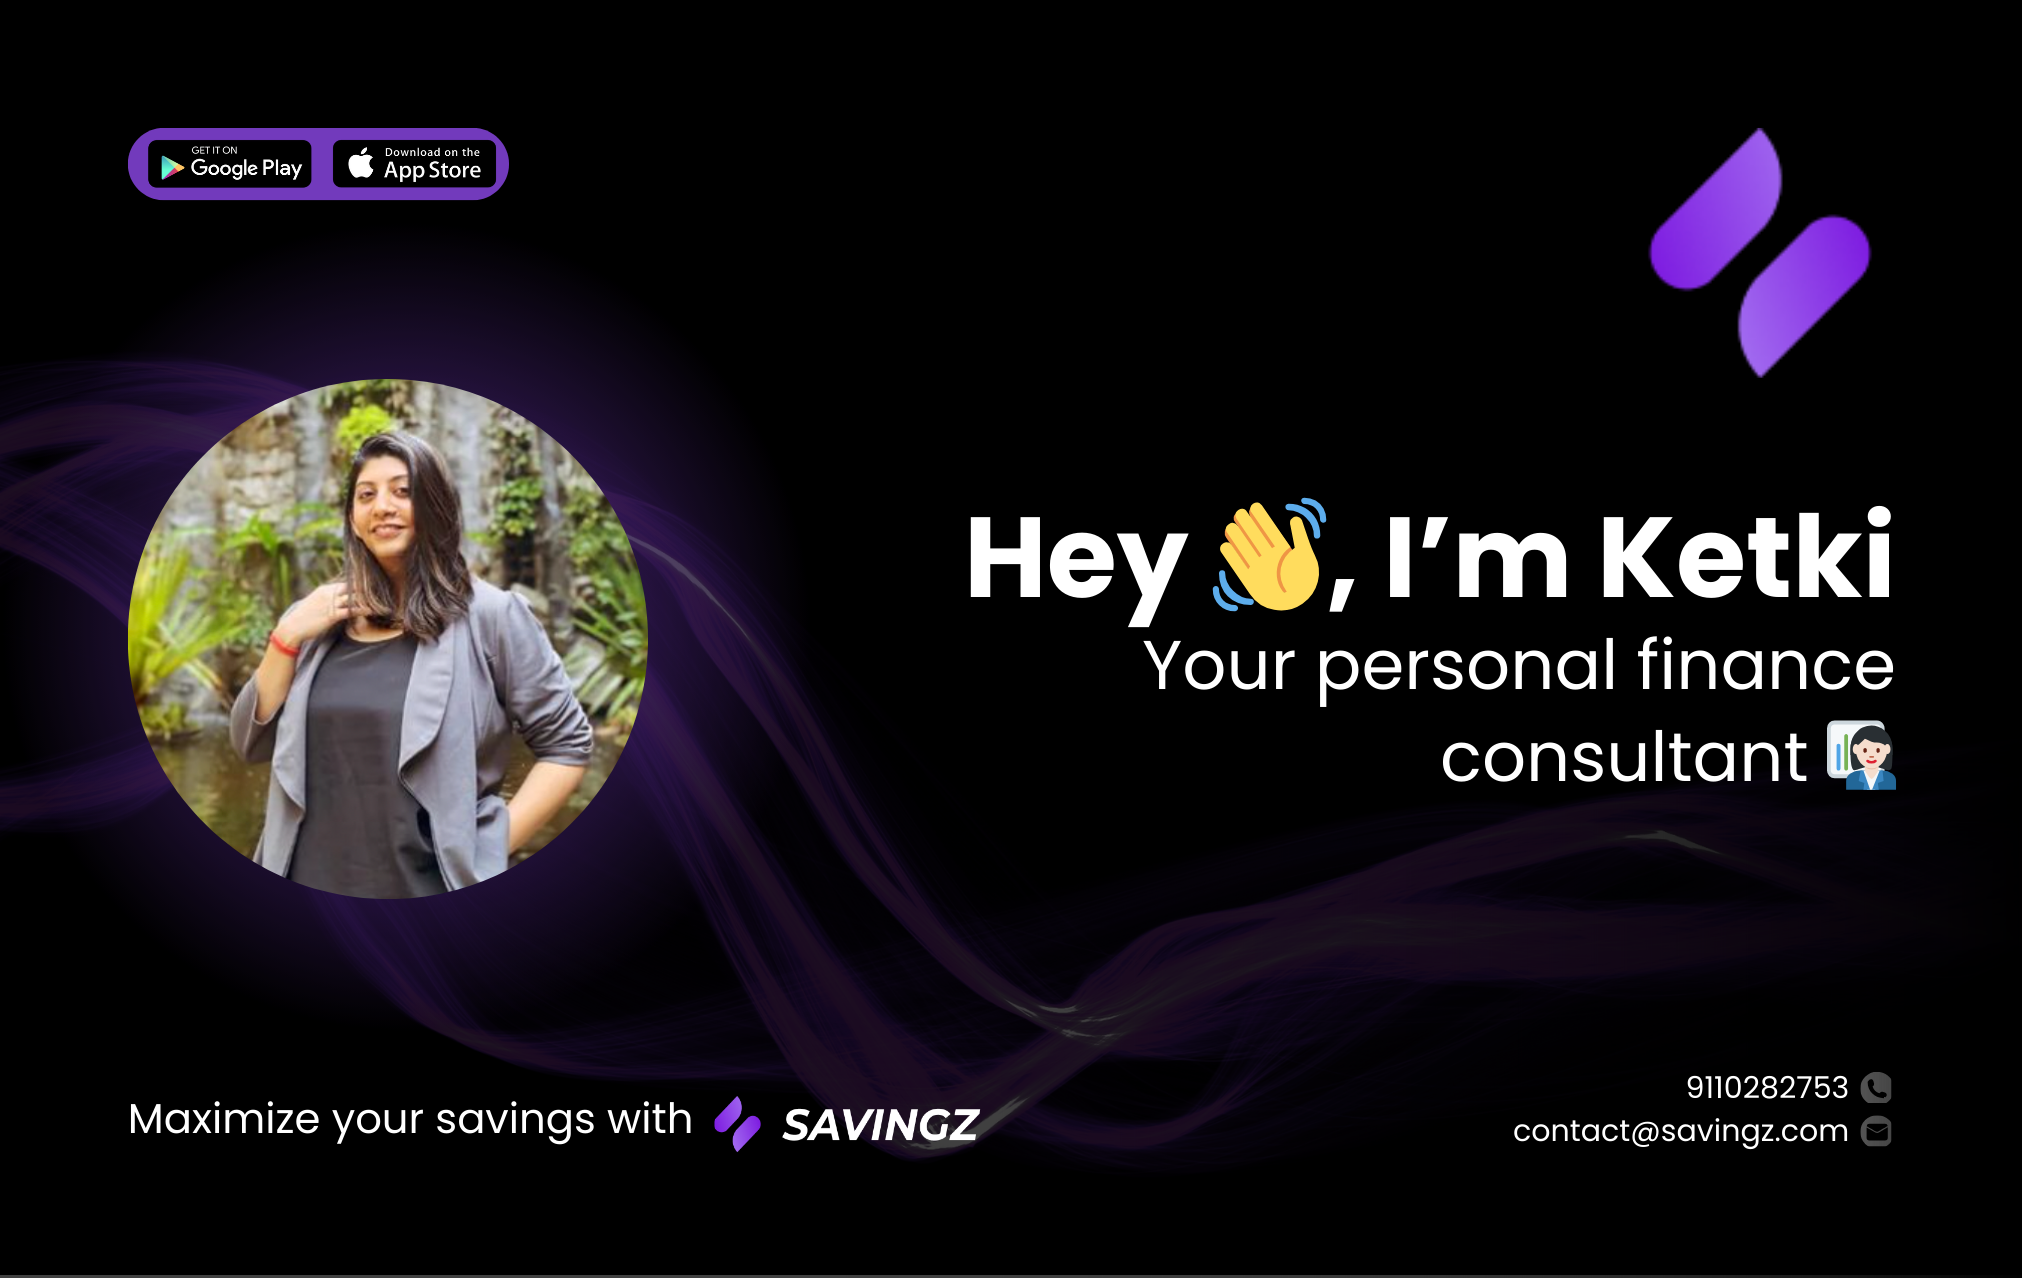 GET IT ON
Google Play
Download on the
App Store
Hey 👋, I’m Ketki
Your personal finance
consultant
Maximize your savings with SAVINGZ
9110282753
contact@savingz.com